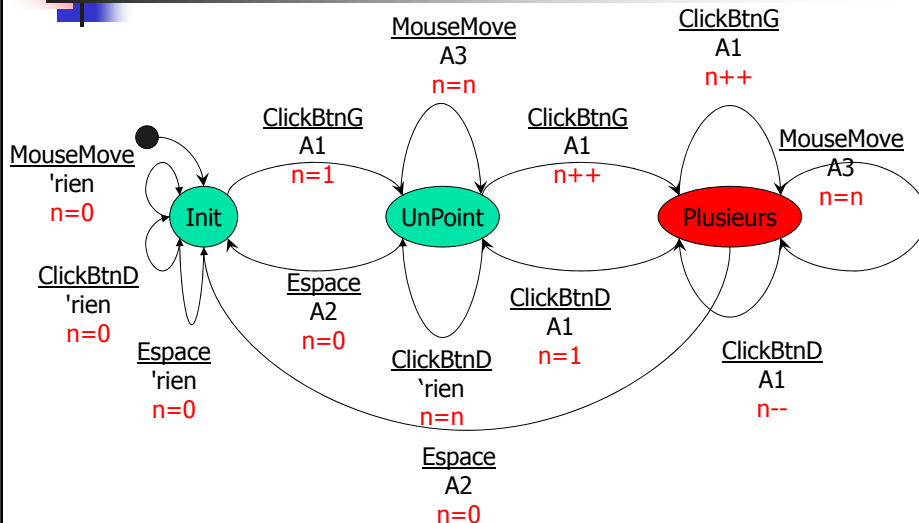 MouseMove
A3
n=n
ClickBtnG
A1
n++
ClickBtnG
A1
n=1
ClickBtnG
A1
n++
MouseMove
A3
n=n
MouseMove
'rien
n=0
Init
UnPoint
Plusieurs
ClickBtnD
'rien
n=0
Espace
A2
n=0
ClickBtnD
A1
n=1
Espace
'rien
n=0
ClickBtnD
‘rien
n=n
ClickBtnD
A1
n--
Espace
A2
n=0